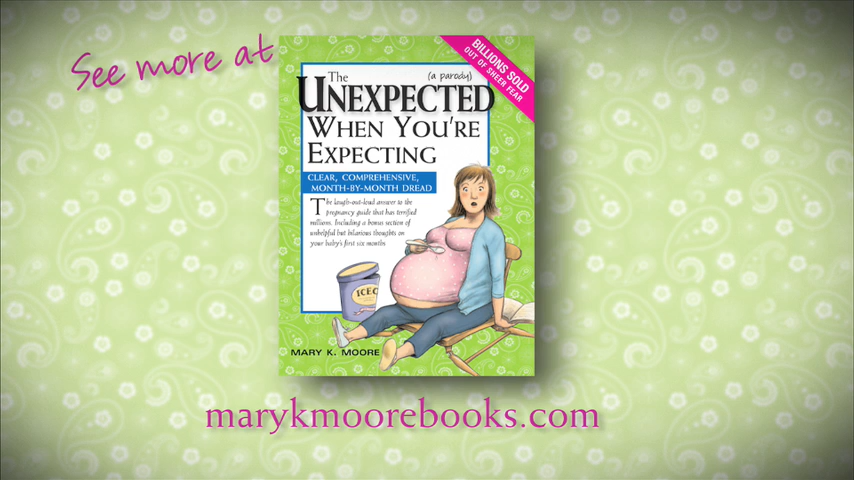 See more at
The
(a parody)
UNEXPECTED
WHEN YOU'RE
EXPECTING
BILLIONS SOLD
OUT OF SHEER FEAR
CLEAR, COMPREHENSIVE,
MONTH-BY-MONTH DREAD
The laugh-out-loud answer to the
pregnancy guide that has terrified
millions. Including a bonus section of
unhelpful but hilarious thoughts on
your baby's first six months
ICEC
MARY K. MOORE
marykmoorebooks.com